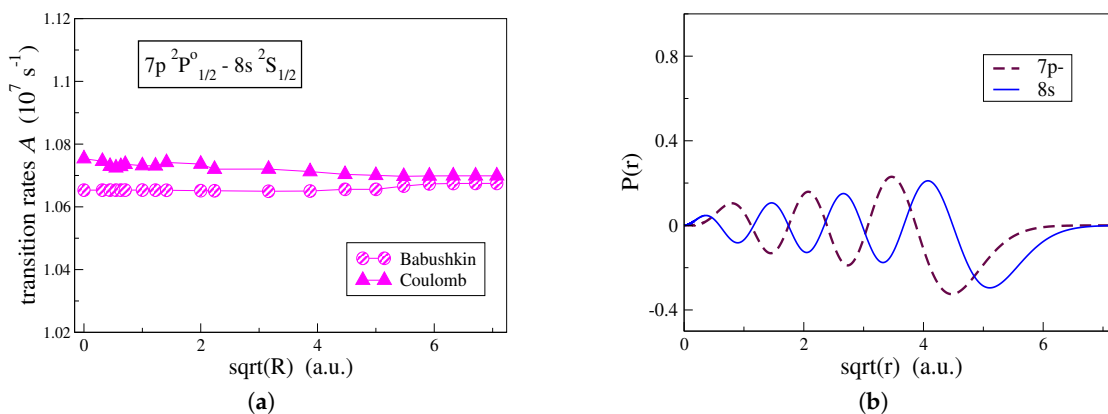 1.12
1.1
1.08
1.06
1.04
1.02
transition rates A (10⁷ s⁻¹)
7p ²Pᵒ₁/₂ - 8s ²S₁/₂
Babushkin
Coulomb
0 2 4 6
sqrt(R) (a.u.)
(a)
0.8
0.4
0
-0.4
P(r)
7p-
8s
0 2 4 6
sqrt(r) (a.u.)
(b)